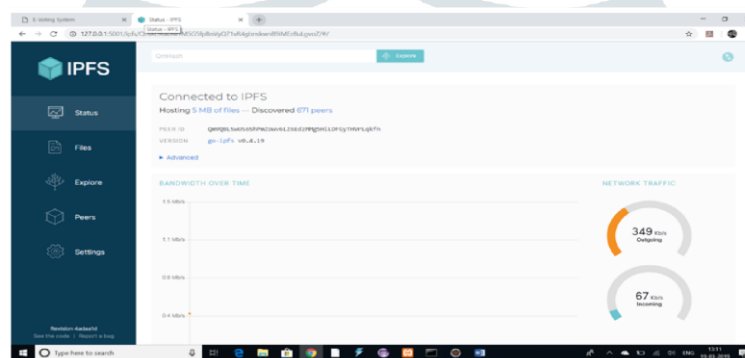 E-voting System
Status - IPFS
127.0.0.1:5001/ipfs/
Status - IPFS
QmHash
Explore
IPFS
Status
Files
Explore
Peers
Settings
Revision
See the code | Report a bug
Connected to IPFS
Hosting 5 MB of files — Discovered 671 peers
PEER ID
VERSION go-ipfs v0.4.19
Advanced
BANDWIDTH OVER TIME
NETWORK TRAFFIC
1.5 Mb/s
1.1 Mb/s
0.8 Mb/s
0.4 Mb/s
349 Kb/s
Outgoing
67 Kb/s
Incoming
Type here to search
ENG
13:11